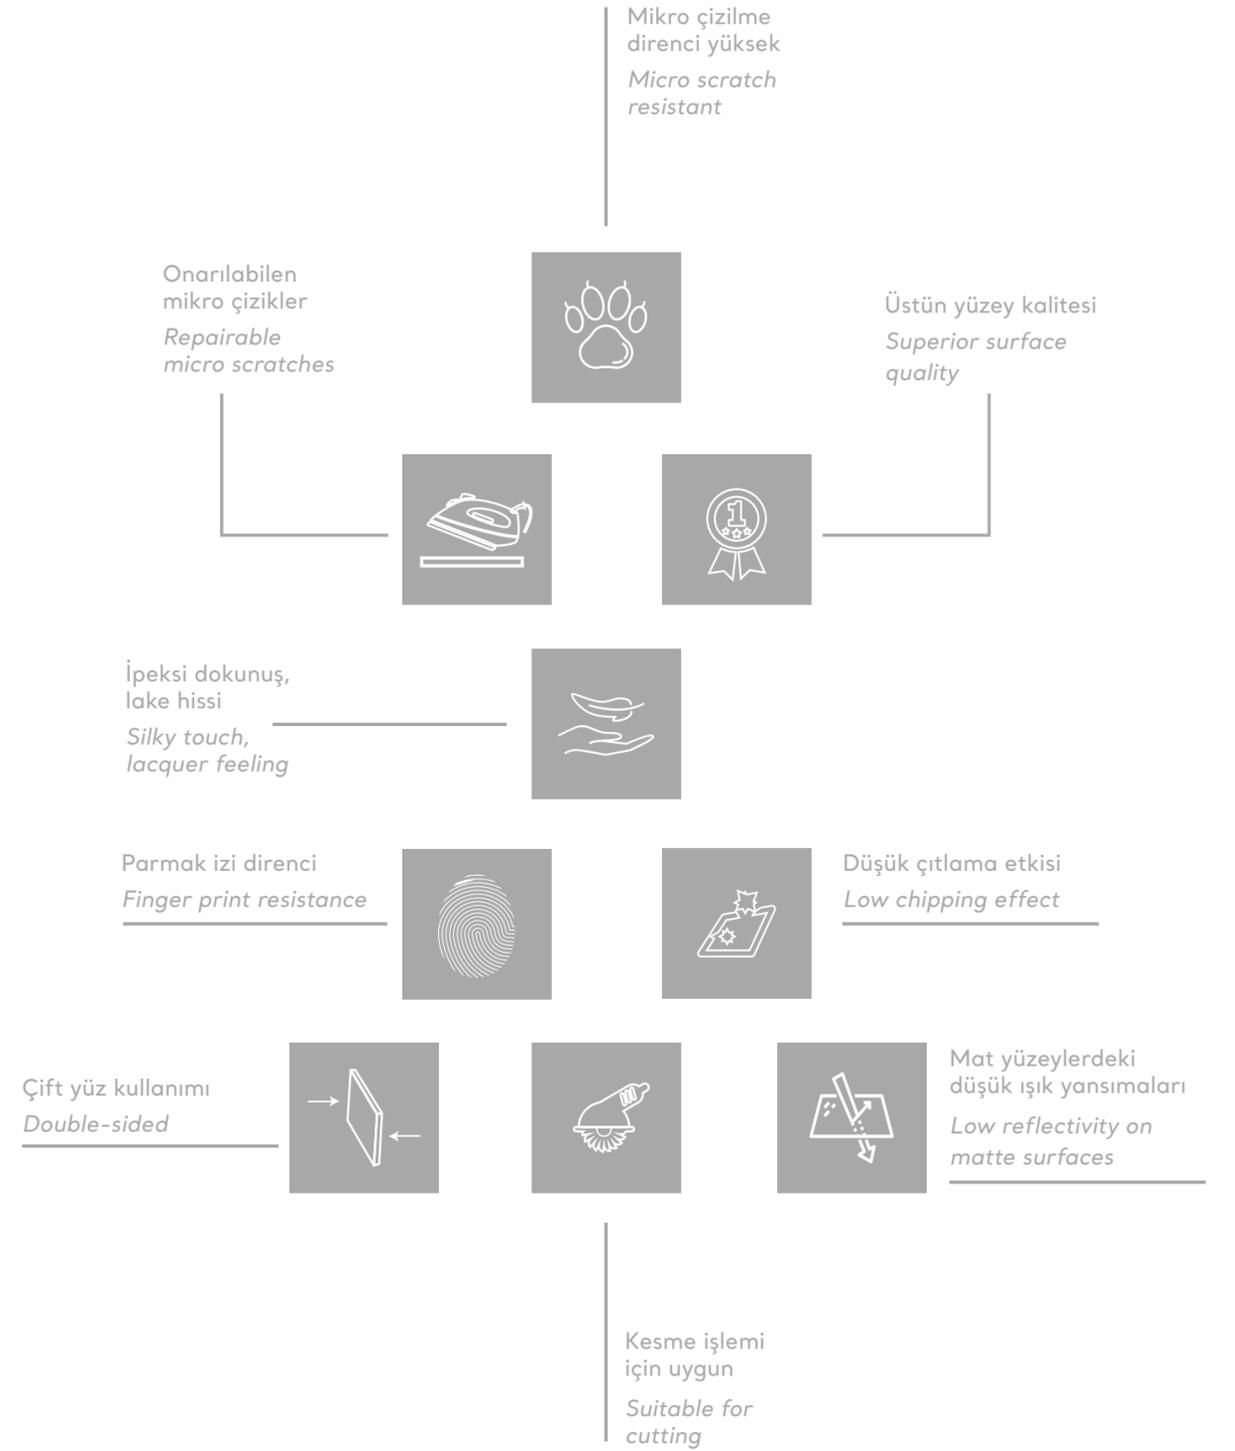 Mikro çizilme
direnci yüksek
Micro scratch
resistant
Onarılabilen
mikro çizikler
Repairable
micro scratches
Üstün yüzey kalitesi
Superior surface
quality
1
İpeksi dokunuş,
lake hissi
Silky touch,
lacquer feeling
Parmak izi direnci
Finger print resistance
Düşük çıtlama etkisi
Low chipping effect
Çift yüz kullanımı
Double-sided
Mat yüzeylerdeki
düşük ışık yansımaları
Low reflectivity on
matte surfaces
Kesme işlemi
için uygun
Suitable for
cutting